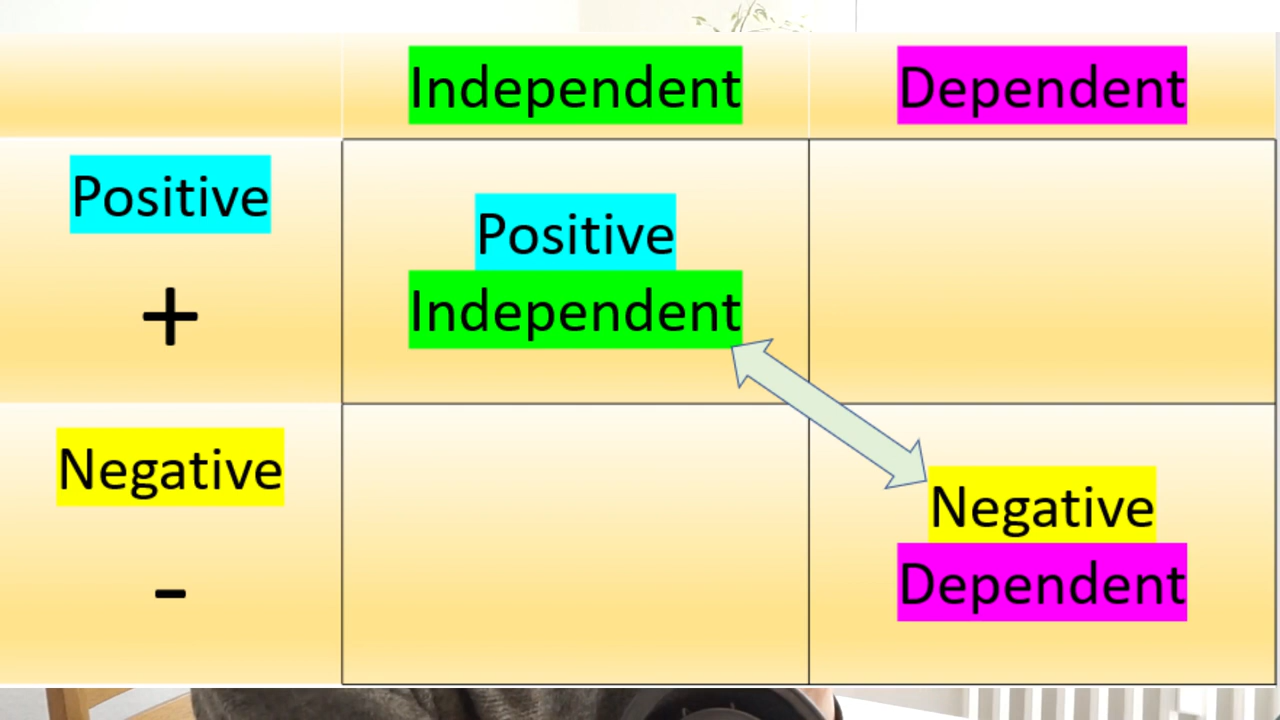 Independent
Dependent
Positive
+
Positive
Independent
Negative
-
Negative
Dependent